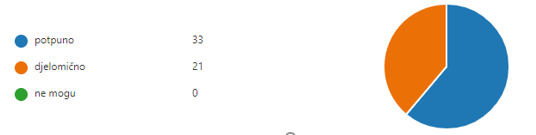 potpuno 33
djelomično 21
ne mogu 0